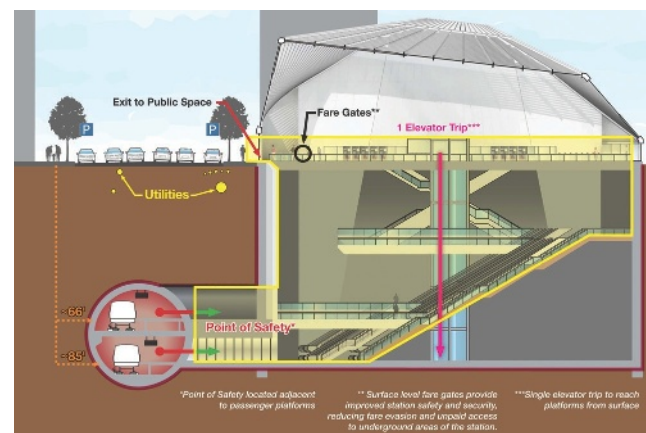 Exit to Public Space
Fare Gates**
1 Elevator Trip***
P
P
Utilities
~66'
Point of Safety*
~85'
*Point of Safety located adjacent
to passenger platforms
** Surface level fare gates provide
improved station safety and security,
reducing fare evasion and unpaid access
to underground areas of the station.
***Single elevator trip to reach
platforms from surface